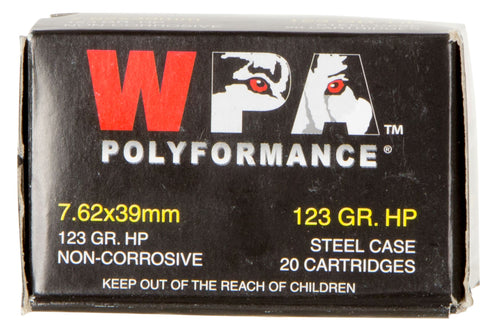 WPA™
POLYFORMANCE®
7.62x39mm 123 GR. HP
123 GR. HP STEEL CASE
NON-CORROSIVE 20 CARTRIDGES
KEEP OUT OF THE REACH OF CHILDREN